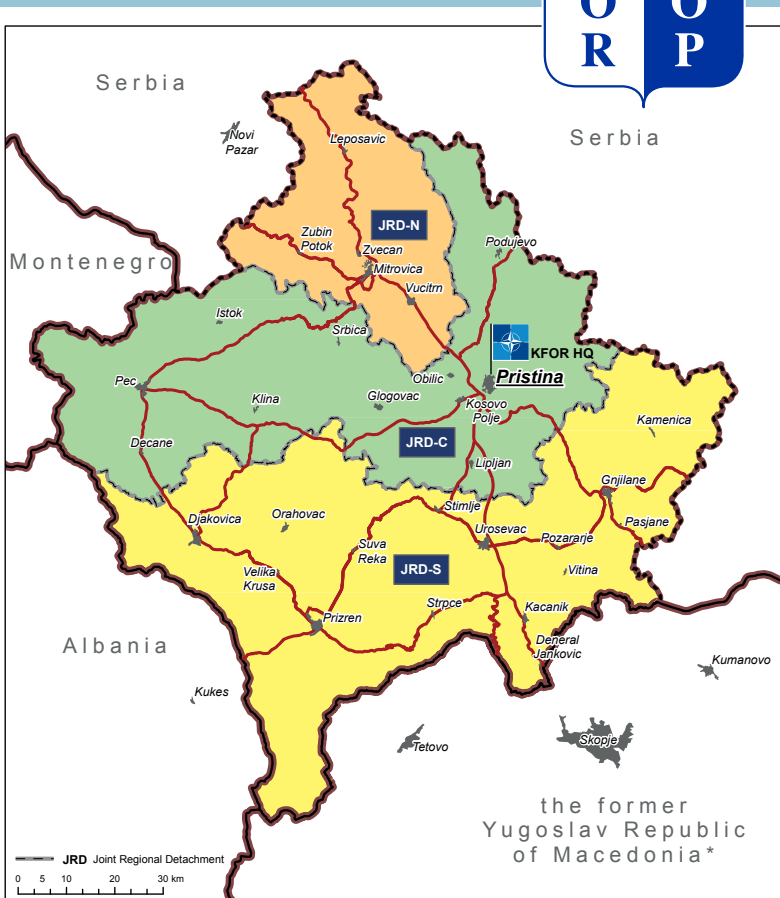 O O
R P
Serbia
Serbia
Novi
Pazar
Leposavic
JRD-N
Zubin
Potok
Zvecan
Podujevo
Montenegro
Mitrovica
Vucitrn
Istok
Srbica
KFOR HQ
Pristina
Obilic
Pec
Klina
Glogovac
Kosovo
Polje
Kamenica
Decane
JRD-C
Lipljan
Gnjilane
Stimlje
Djakovica
Orahovac
Urosevac
Pasjane
Pozararje
Suva
Reka
JRD-S
Vitina
Velika
Krusa
Strpce
Kacanik
Prizren
Deneral
Jankovic
Albania
Kumanovo
Kukes
Tetovo
Skopje
the former
Yugoslav Republic
of Macedonia*
JRD Joint Regional Detachment
0 5 10 20 30 km